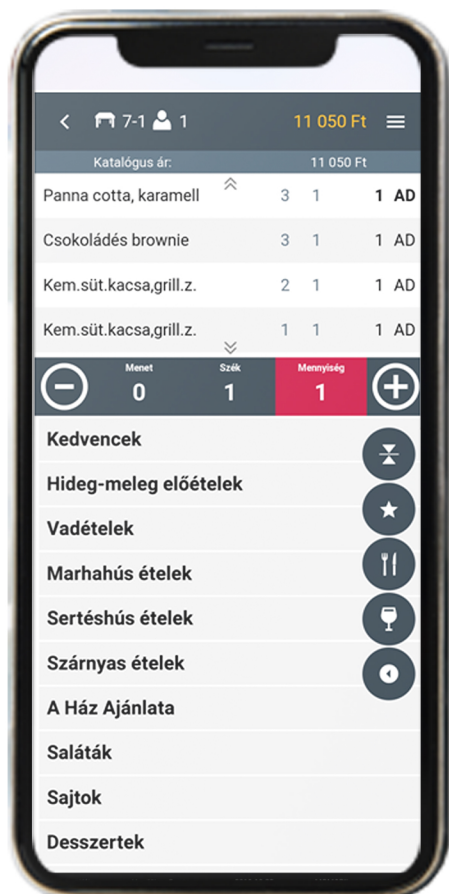 7-1 1 11 050 Ft
Katalógus ár: 11 050 Ft
Panna cotta, karamell 3 1 1 AD
Csokoládés brownie 3 1 1 AD
Kem.süt.kacsa,grill.z. 2 1 1 AD
Kem.süt.kacsa,grill.z. 1 1 1 AD
Menet Szék Mennyiség
0 1 1
Kedvencek
Hideg-meleg előételek
Vadételek
Marhahús ételek
Sertéshús ételek
Szárnyas ételek
A Ház Ajánlata
Saláták
Sajtok
Desszertek